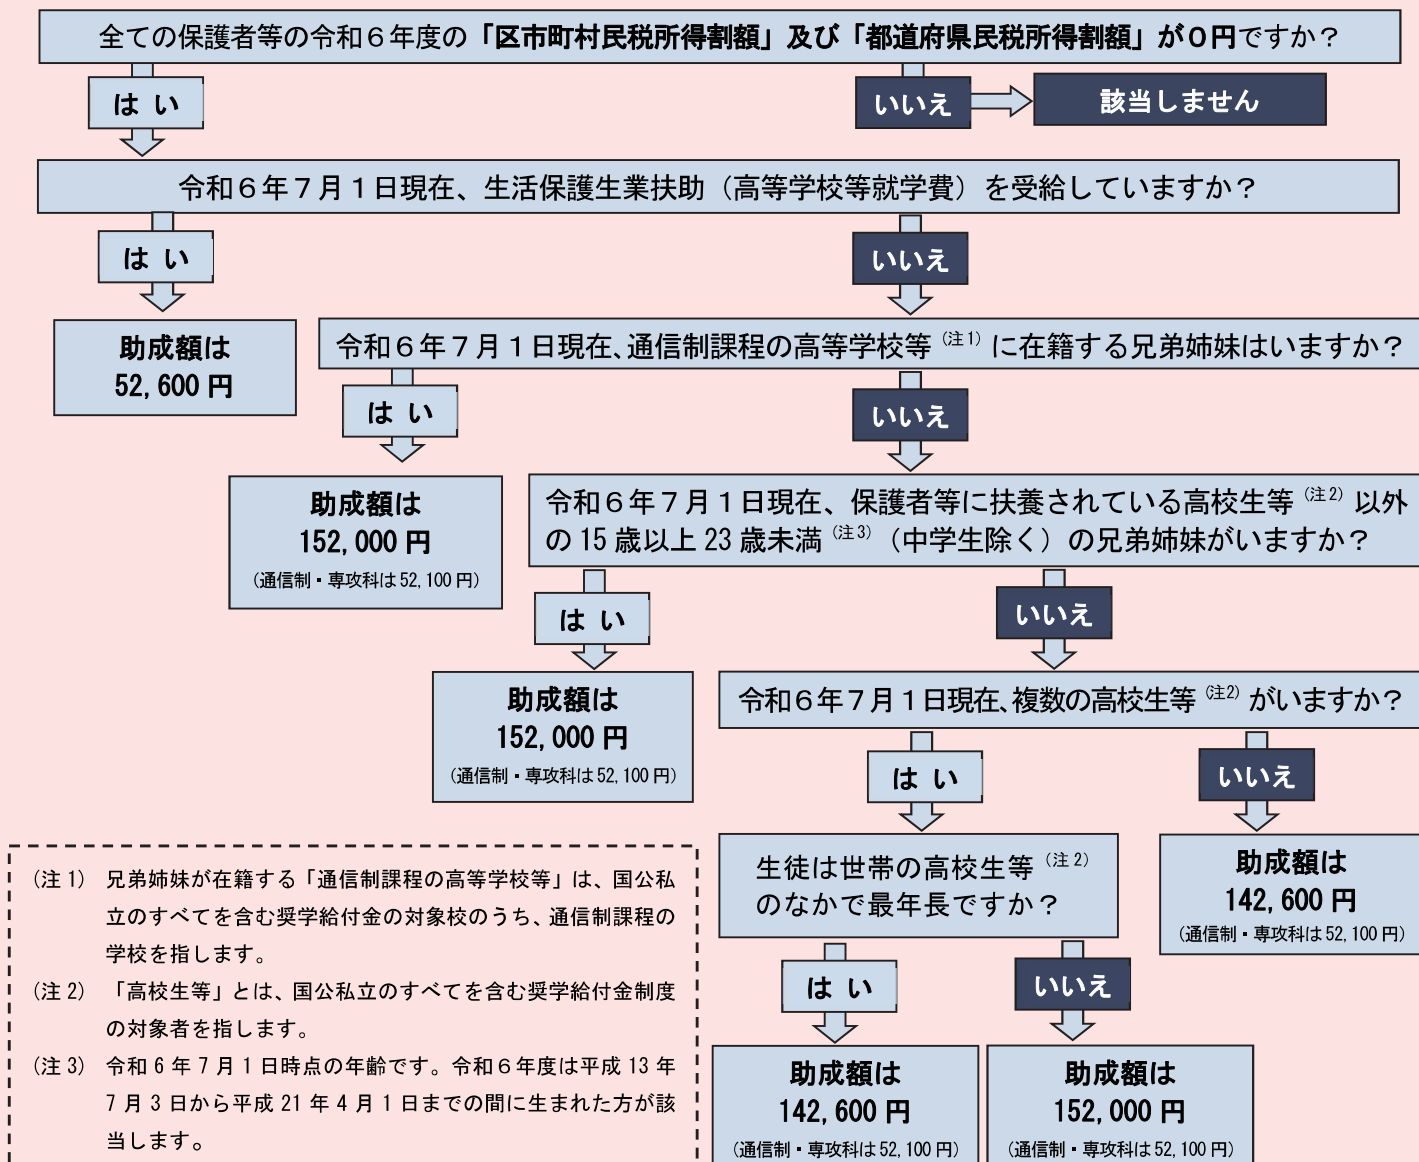 全ての保護者等の令和６年度の「区市町村民税所得割額」及び「都道府県民税所得割額」が０円ですか？
はい
いいえ
該当しません
令和６年７月１日現在、生活保護生業扶助（高等学校等就学費）を受給していますか？
はい
いいえ
助成額は
52,600 円
令和６年７月１日現在、通信制課程の高等学校等（注1）に在籍する兄弟姉妹はいますか？
はい
いいえ
助成額は
152,000 円
（通信制・専攻科は 52,100 円）
令和６年７月１日現在、保護者等に扶養されている高校生等（注2）以外
の 15 歳以上 23 歳未満（注3）（中学生除く）の兄弟姉妹がいますか？
はい
いいえ
助成額は
152,000 円
（通信制・専攻科は 52,100 円）
令和６年７月１日現在、複数の高校生等（注2）がいますか？
はい
いいえ
生徒は世帯の高校生等（注 2）
のなかで最年長ですか？
助成額は
142,600 円
（通信制・専攻科は 52,100 円）
はい
いいえ
助成額は
142,600 円
（通信制・専攻科は 52,100 円）
助成額は
152,000 円
（通信制・専攻科は 52,100 円）
（注 1） 兄弟姉妹が在籍する「通信制課程の高等学校等」は、国公私
立のすべてを含む奨学給付金の対象校のうち、通信制課程の
学校を指します。
（注 2） 「高校生等」とは、国公私立のすべてを含む奨学給付金制度
の対象者を指します。
（注 3） 令和 6 年 7 月 1 日時点の年齢です。令和６年度は平成 13 年
7 月 3 日から平成 21 年 4 月 1 日までの間に生まれた方が該
当します。